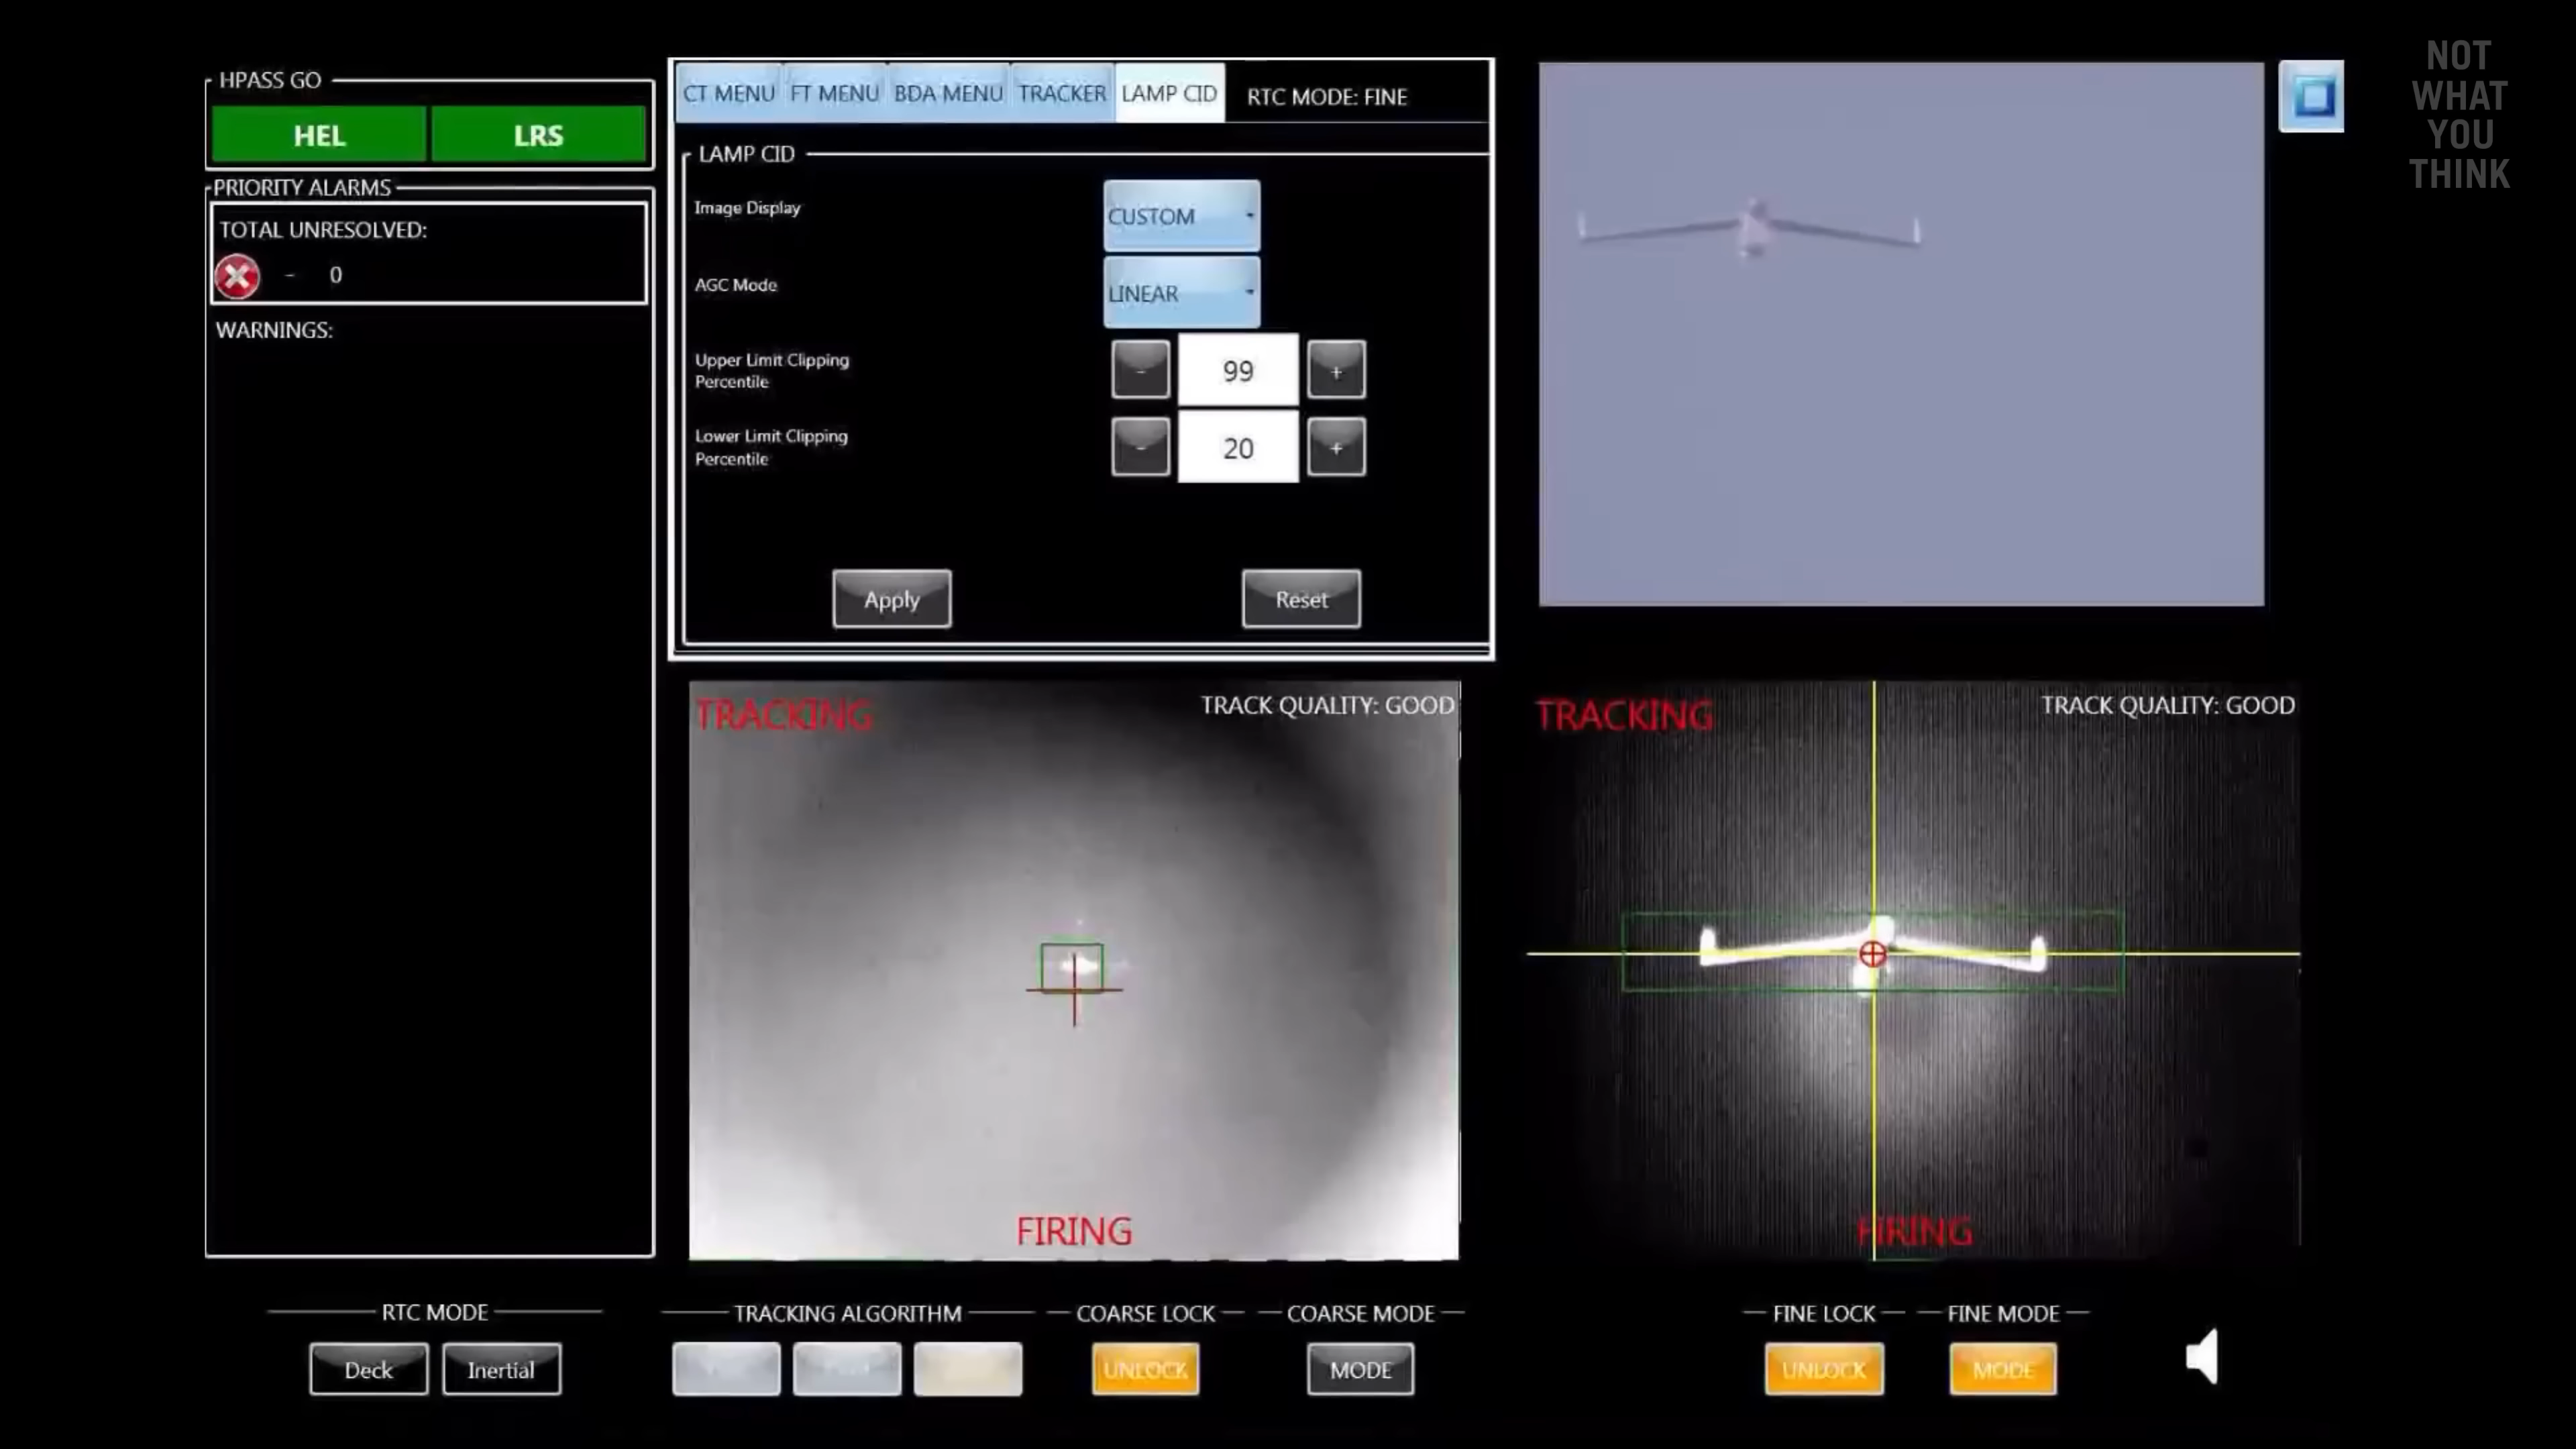 NOT
WHAT
YOU
THINK
HPASS GO
HEL
LRS
PRIORITY ALARMS
TOTAL UNRESOLVED:
- 0
WARNINGS:
CT MENU
FT MENU
BDA MENU
TRACKER
LAMP CID
RTC MODE: FINE
LAMP CID
Image Display
CUSTOM
AGC Mode
LINEAR
Upper Limit Clipping
Percentile
- 99 +
Lower Limit Clipping
Percentile
- 20 +
Apply
Reset
TRACKING
TRACK QUALITY: GOOD
FIRING
TRACKING
TRACK QUALITY: GOOD
FIRING
RTC MODE
Deck
Inertial
TRACKING ALGORITHM
COARSE LOCK
UNLOCK
COARSE MODE
MODE
FINE LOCK
UNLOCK
FINE MODE
MODE